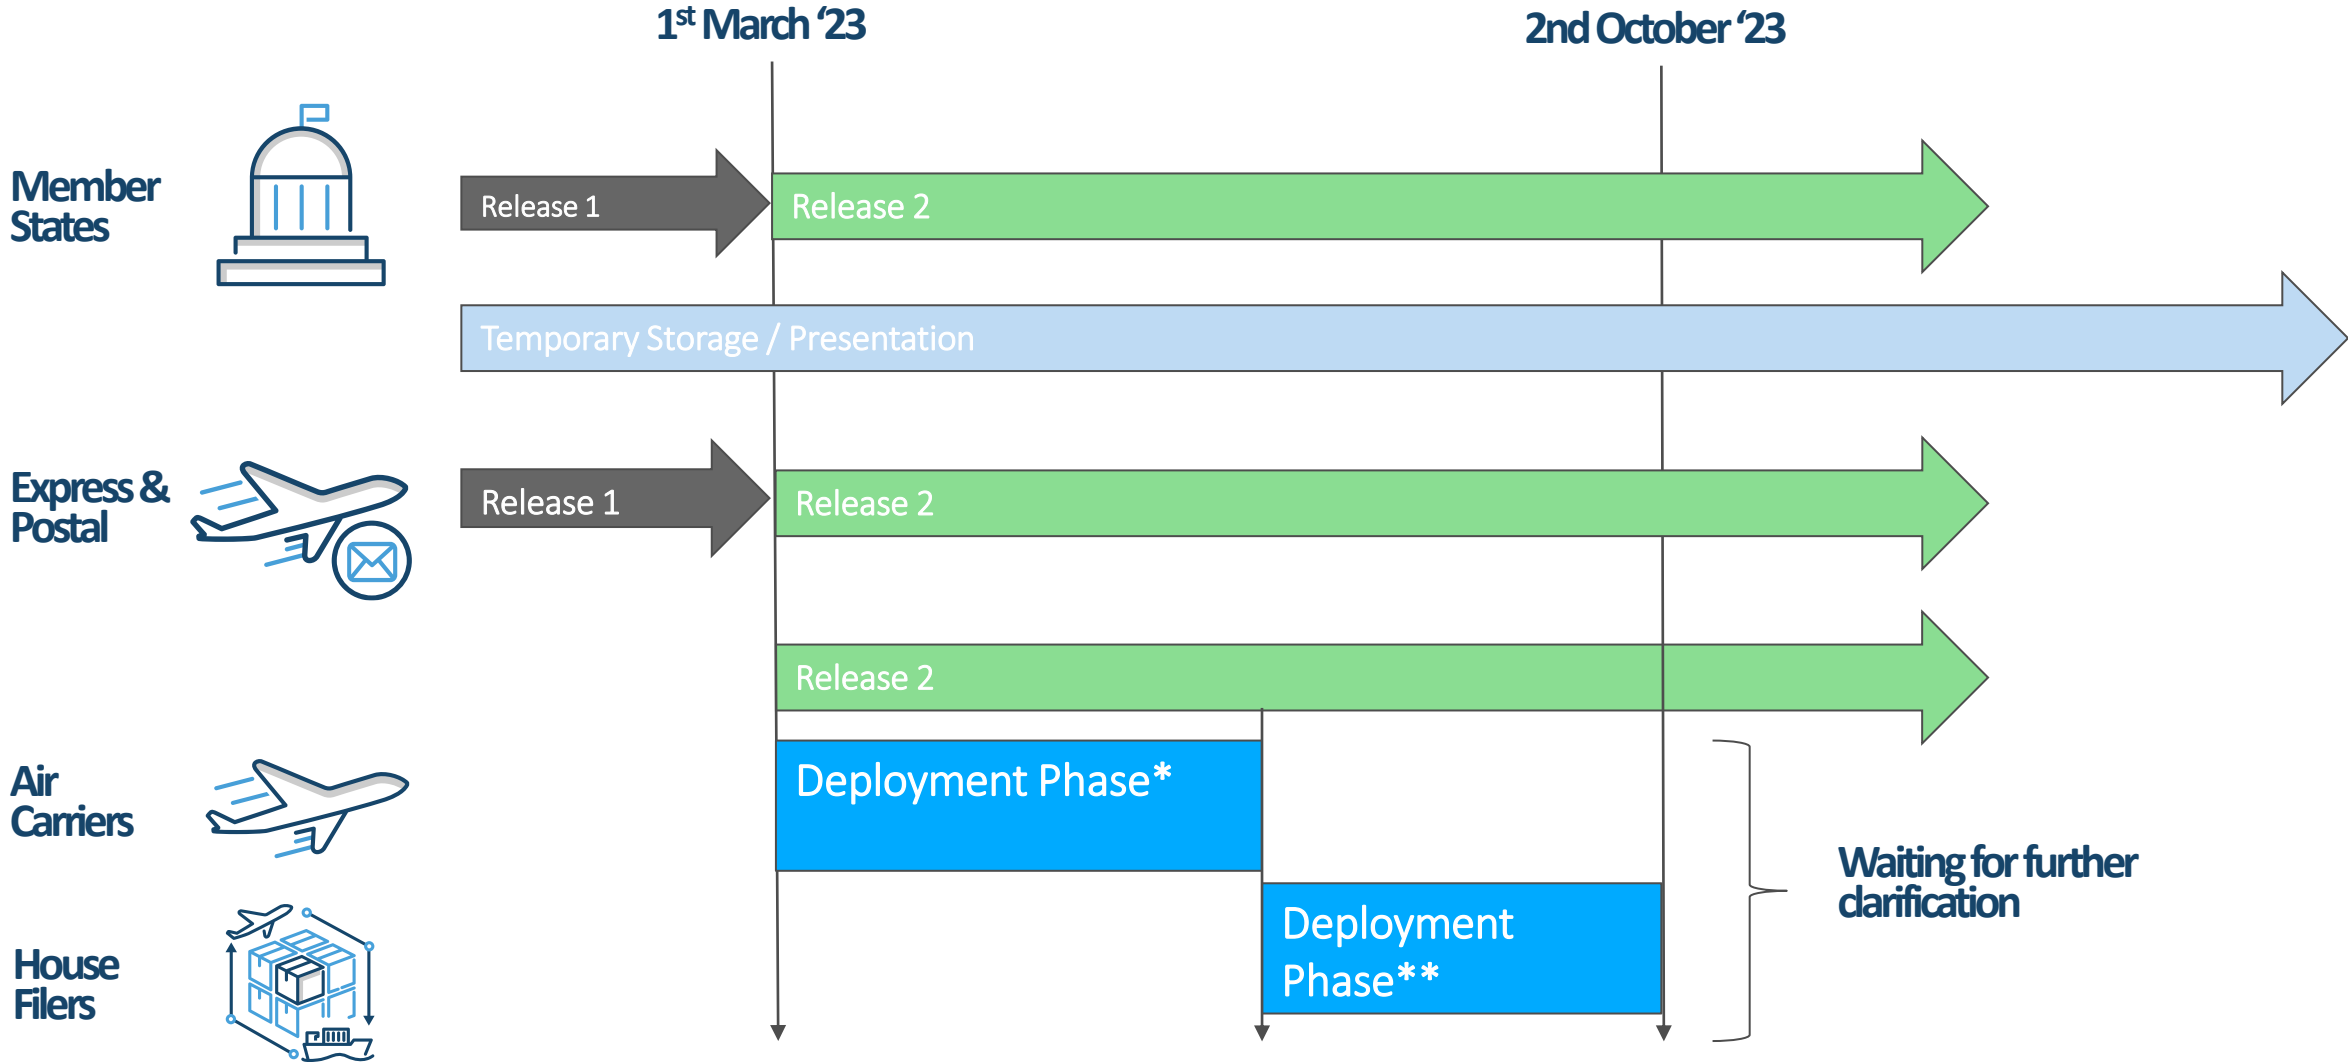 1st March ‘23
2nd October ‘23
Member
States
Release 1
Release 2
Temporary Storage / Presentation
Express &
Postal
Release 1
Release 2
Release 2
Air
Carriers
Deployment Phase*
Deployment
Phase**
Waiting for further
clarification
House
Filers